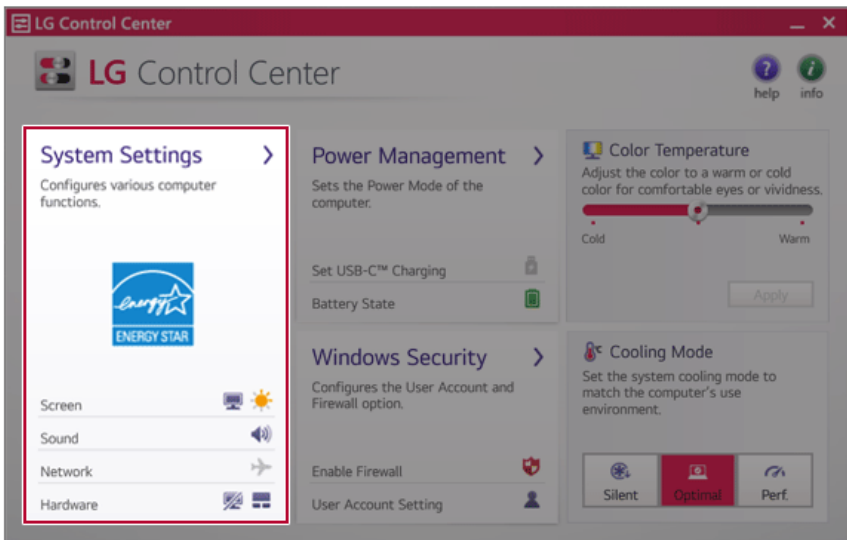 LG Control Center
LG Control Center
help
info
System Settings
Configures various computer
functions.
energy
ENERGY STAR
Screen
Sound
Network
Hardware
Power Management
Sets the Power Mode of the
computer.
Set USB-C™ Charging
Battery State
Windows Security
Configures the User Account and
Firewall option.
Enable Firewall
User Account Setting
Color Temperature
Adjust the color to a warm or cold
color for comfortable eyes or vividness.
Cold
Warm
Apply
Cooling Mode
Set the system cooling mode to
match the computer's use
environment.
Silent
Optimal
Perf.